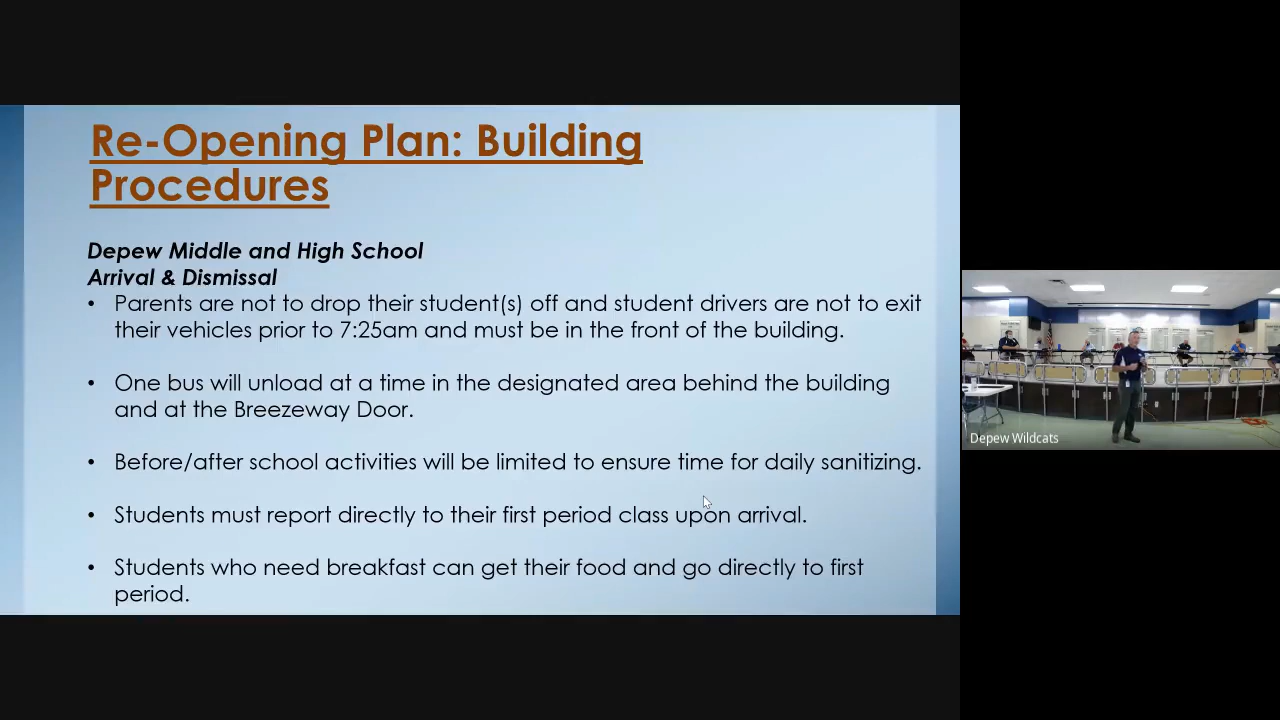 Re-Opening Plan: Building
Procedures
Depew Middle and High School
Arrival & Dismissal
• Parents are not to drop their student(s) off and student drivers are not to exit
their vehicles prior to 7:25am and must be in the front of the building.
• One bus will unload at a time in the designated area behind the building
and at the Breezeway Door.
• Before/after school activities will be limited to ensure time for daily sanitizing.
• Students must report directly to their first period class upon arrival.
• Students who need breakfast can get their food and go directly to first
period.
Depew Wildcats